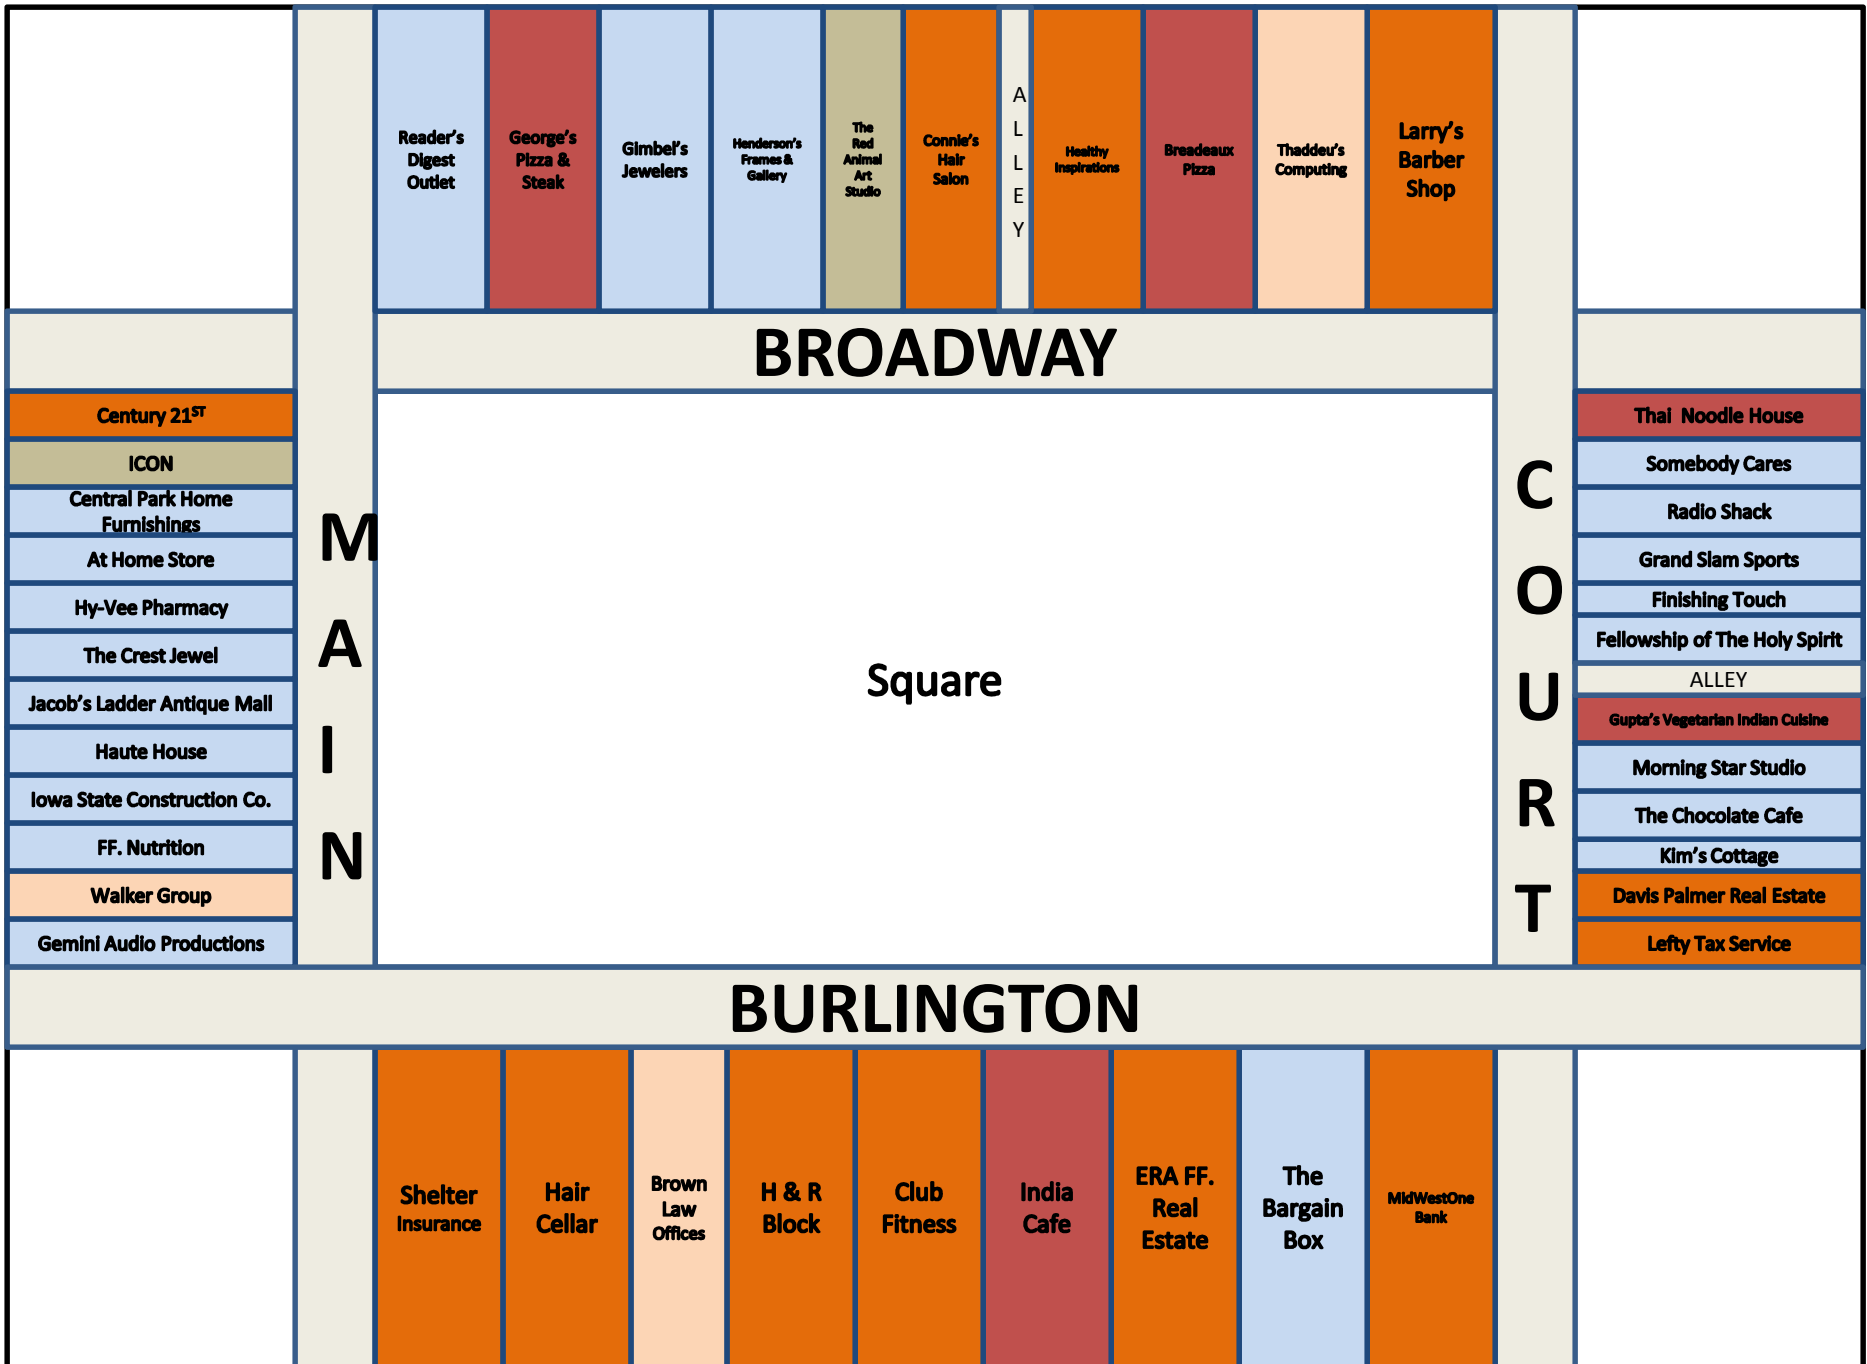 Reader's
Digest
Outlet
George's
Pizza &
Steak
Gimbel's
Jewelers
Henderson's
Frames &
Gallery
The
Red
Animal
Art
Studio
Connie's
Hair
Salon
A
L
L
E
Y
Healthy
Inspirations
Breadeaux
Pizza
Thaddeu's
Computing
Larry's
Barber
Shop
BROADWAY
Century 21ST
ICON
Central Park Home
Furnishings
At Home Store
Hy-Vee Pharmacy
The Crest Jewel
Jacob's Ladder Antique Mall
Haute House
Iowa State Construction Co.
FF. Nutrition
Walker Group
Gemini Audio Productions
M
A
I
N
Square
C
O
U
R
T
Thai Noodle House
Somebody Cares
Radio Shack
Grand Slam Sports
Finishing Touch
Fellowship of The Holy Spirit
ALLEY
Gupta's Vegetarian Indian Cuisine
Morning Star Studio
The Chocolate Cafe
Kim's Cottage
Davis Palmer Real Estate
Lefty Tax Service
BURLINGTON
Shelter
Insurance
Hair
Cellar
Brown
Law
Offices
H & R
Block
Club
Fitness
India
Cafe
ERA FF.
Real
Estate
The
Bargain
Box
MidWestOne
Bank